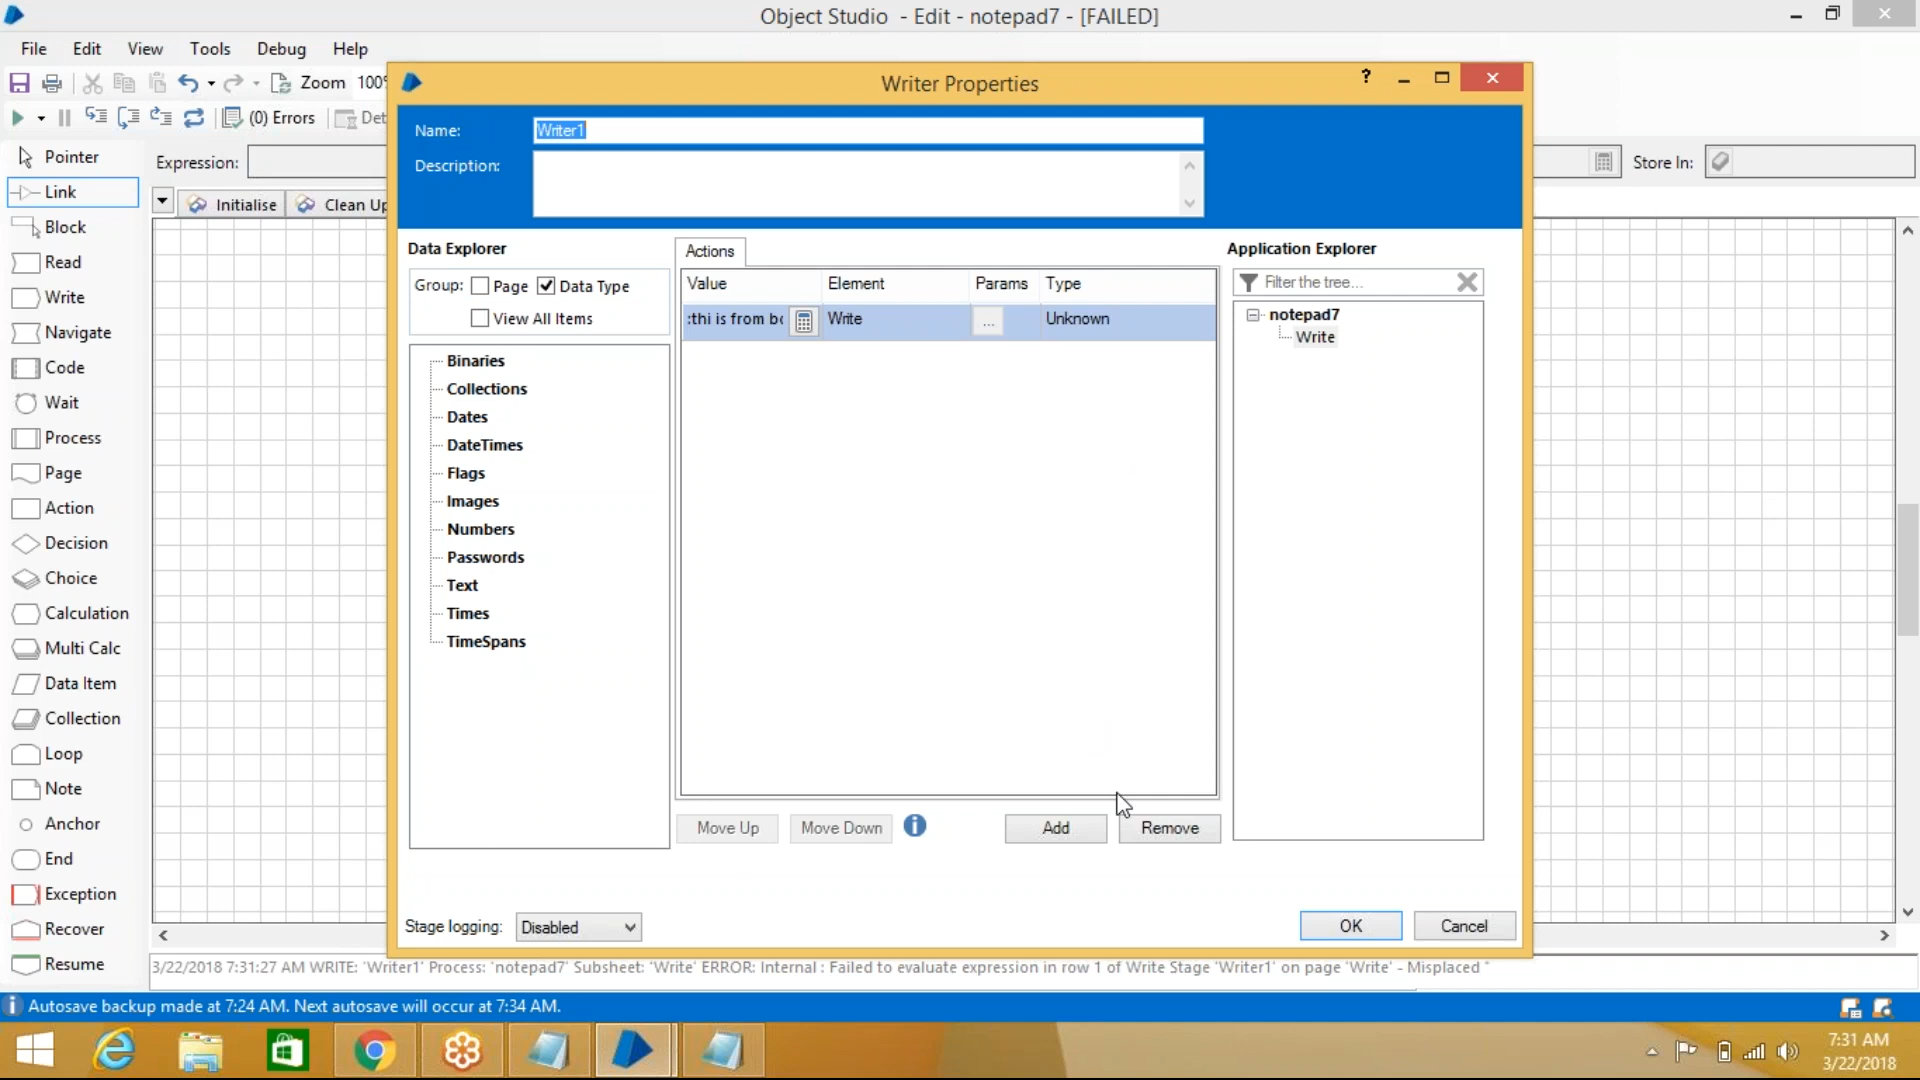 Object Studio - Edit - notepad7 - [FAILED]
File Edit View Tools Debug Help
Zoom 100%
(0) Errors
Expression:
Store In:
Initialise
Clean Up
Pointer
Link
Block
Read
Write
Navigate
Code
Wait
Process
Page
Action
Decision
Choice
Calculation
Multi Calc
Data Item
Collection
Loop
Note
Anchor
End
Exception
Recover
Resume
Writer Properties
Name: Writer1
Description:
Data Explorer
Group: Page Data Type
View All Items
Binaries
Collections
Dates
DateTimes
Flags
Images
Numbers
Passwords
Text
Times
TimeSpans
Actions
Value Element Params Type
:thi is from Write ... Unknown
Move Up Move Down Add Remove
Application Explorer
Filter the tree...
notepad7
Write
Stage logging: Disabled
OK Cancel
3/22/2018 7:31:27 AM WRITE: 'Writer1' Process: 'notepad7' Subsheet: 'Write' ERROR: Internal : Failed to evaluate expression in row 1 of Write Stage 'Writer1' on page 'Write' - Misplaced "
Autosave backup made at 7:24 AM. Next autosave will occur at 7:34 AM.
7:31 AM
3/22/2018